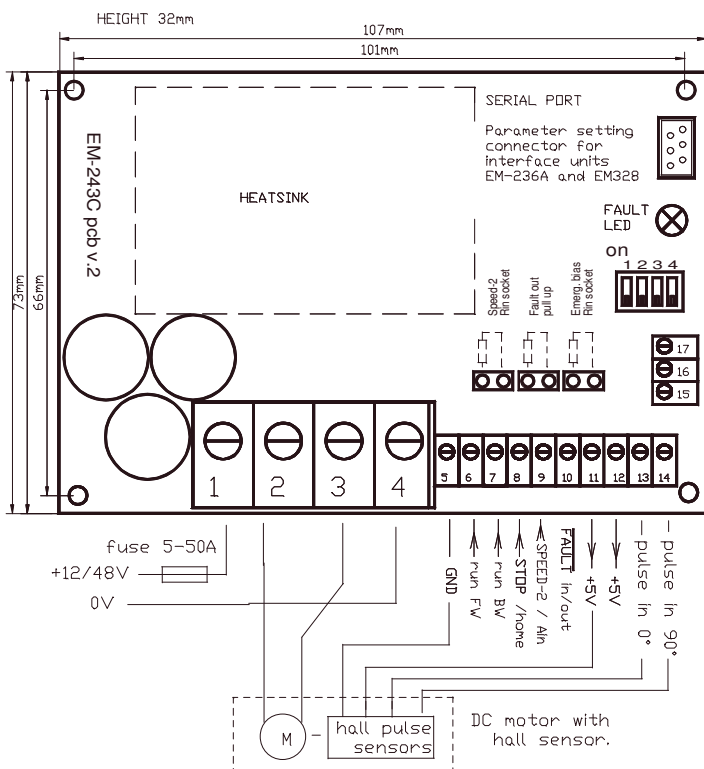 HEIGHT 32mm
107mm
101mm
73mm
66mm
EM-243C pcb v.2
HEATSINK
SERIAL PORT
Parameter setting
connector for
interface units
EM-236A and EM328
FAULT
LED
on
1 2 3 4
Speed-2
Rin socket
Fault out
pull up
Emerg. bias
Rin socket
17
16
15
1 2 3 4
5 6 7 8 9 10 11 12 13 14
fuse 5-50A
+12/48V
0V
GND
run FW
run BW
STOP /home
SPEED-2 / Ain
FAULT in/out
+5V
+5V
pulse in 0°
pulse in 90°
M
hall pulse
sensors
DC motor with
hall sensor.